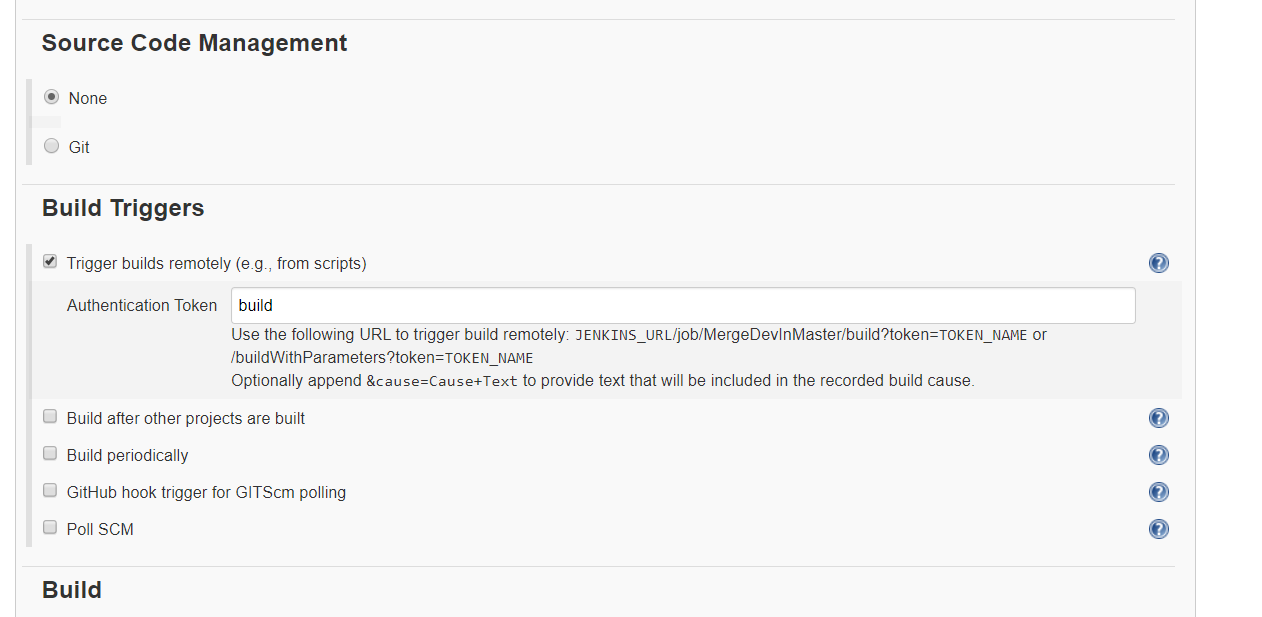 Source Code Management
None
Git
Build Triggers
Trigger builds remotely (e.g., from scripts)
Authentication Token build
Use the following URL to trigger build remotely: JENKINS_URL/job/MergeDevInMaster/build?token=TOKEN_NAME or
/buildWithParameters?token=TOKEN_NAME
Optionally append &cause=Cause+Text to provide text that will be included in the recorded build cause.
Build after other projects are built
Build periodically
GitHub hook trigger for GITScm polling
Poll SCM
Build